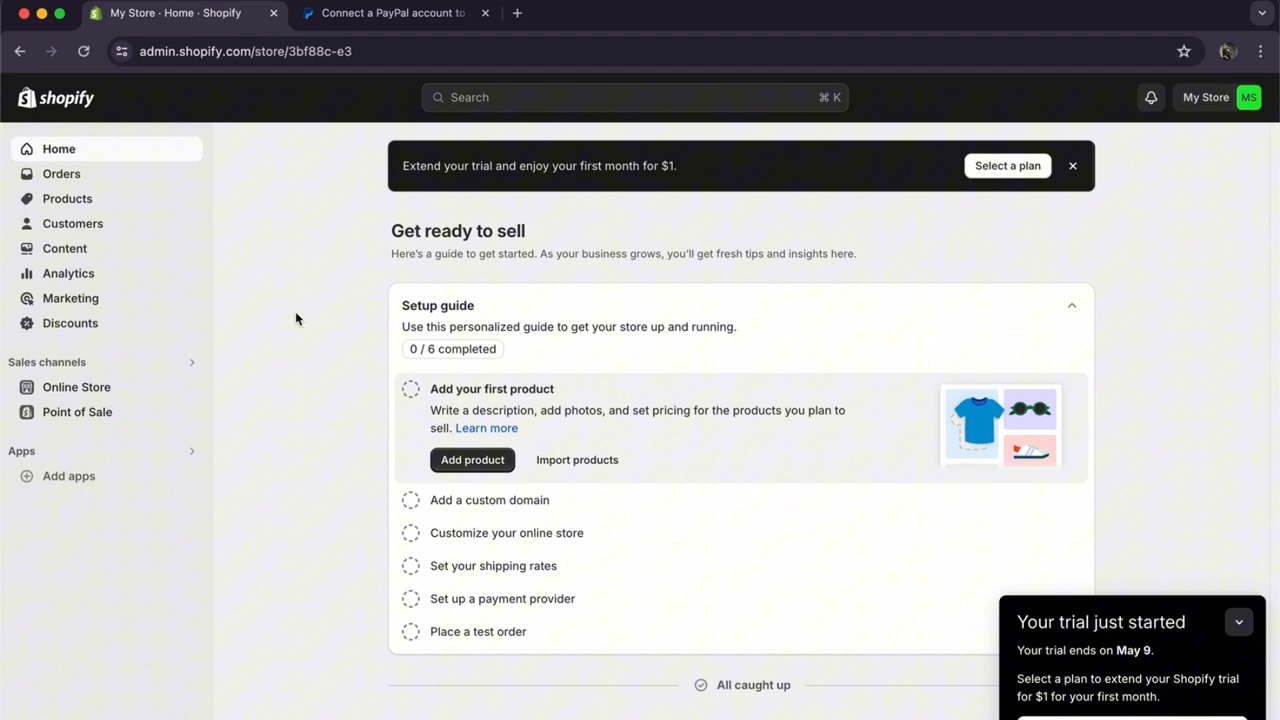 My Store · Home · Shopify
Connect a PayPal account to
admin.shopify.com/store/3bf88c-e3
shopify
Search
⌘ K
My Store
MS
Home
Orders
Products
Customers
Content
Analytics
Marketing
Discounts
Sales channels
Online Store
Point of Sale
Apps
Add apps
Extend your trial and enjoy your first month for $1.
Select a plan
Get ready to sell
Here's a guide to get started. As your business grows, you'll get fresh tips and insights here.
Setup guide
Use this personalized guide to get your store up and running.
0 / 6 completed
Add your first product
Write a description, add photos, and set pricing for the products you plan to
sell. Learn more
Add product
Import products
Add a custom domain
Customize your online store
Set your shipping rates
Set up a payment provider
Place a test order
All caught up
Your trial just started
Your trial ends on May 9.
Select a plan to extend your Shopify trial
for $1 for your first month.